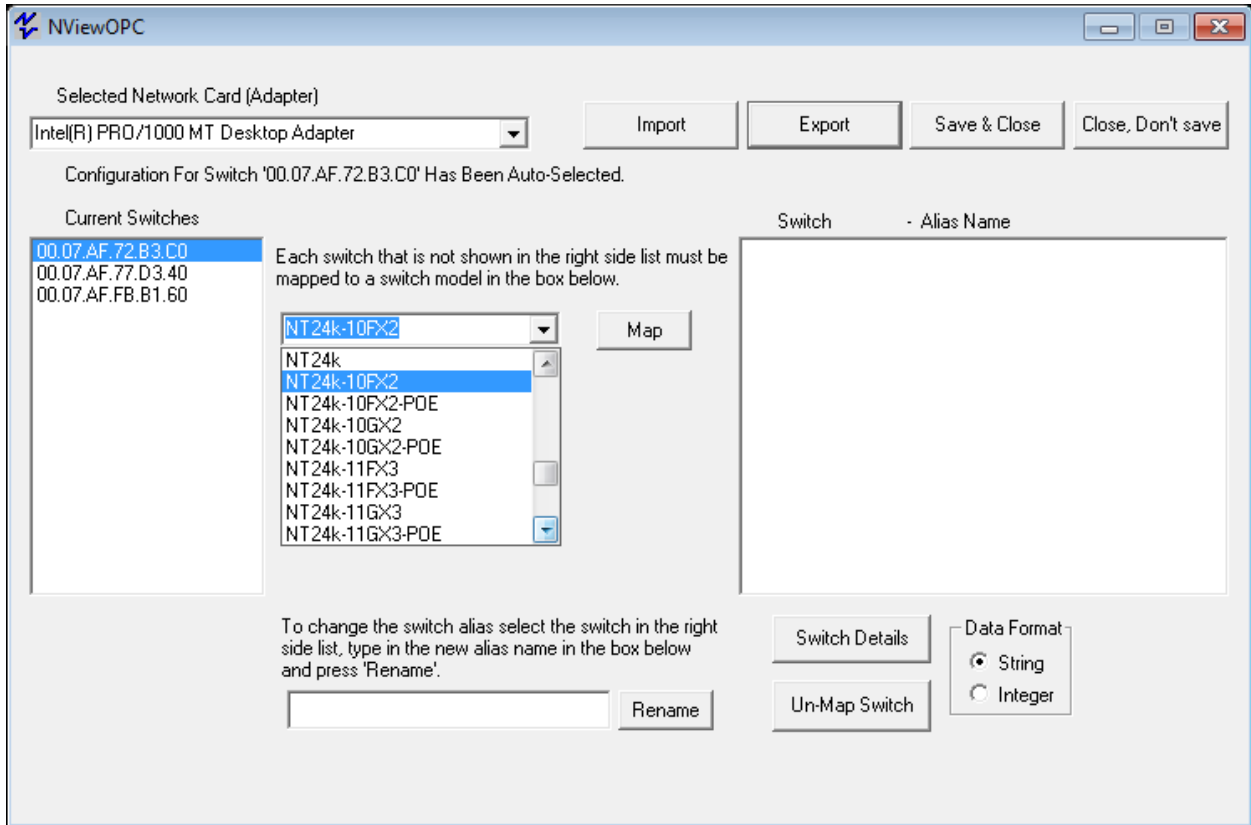 NViewOPC
Selected Network Card (Adapter)
Intel(R) PRO/1000 MT Desktop Adapter
Import
Export
Save & Close
Close, Don't save
Configuration For Switch '00.07.AF.72.B3.C0' Has Been Auto-Selected.
Current Switches
00.07.AF.72.B3.C0
00.07.AF.77.D3.40
00.07.AF.FB.B1.60
Each switch that is not shown in the right side list must be
mapped to a switch model in the box below.
NT24k-10FX2
Map
NT24k
NT24k-10FX2
NT24k-10FX2-POE
NT24k-10GX2
NT24k-10GX2-POE
NT24k-11FX3
NT24k-11FX3-POE
NT24k-11GX3
NT24k-11GX3-POE
Switch - Alias Name
To change the switch alias select the switch in the right
side list, type in the new alias name in the box below
and press 'Rename'.
Rename
Switch Details
Un-Map Switch
Data Format
String
Integer